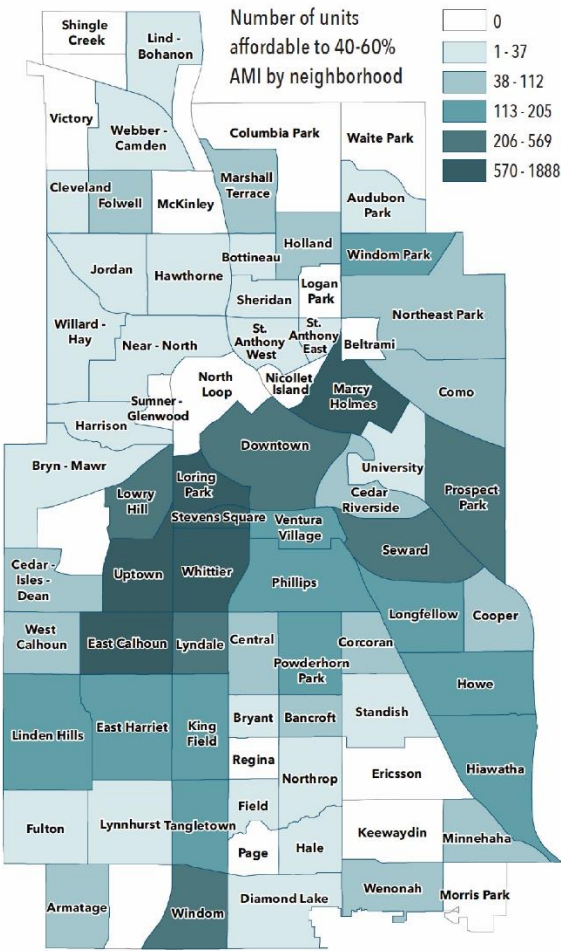 Number of units
affordable to 40-60%
AMI by neighborhood
0
1 - 37
38 - 112
113 - 205
206 - 569
570 - 1888
Shingle
Creek
Lind -
Bohanon
Victory
Webber -
Camden
Columbia Park
Waite Park
Cleveland
Folwell
McKinley
Marshall
Terrace
Audubon
Park
Jordan
Hawthorne
Bottineau
Holland
Windom Park
Logan
Park
Northeast Park
Sheridan
Willard -
Hay
Near - North
St.
Anthony
West
St.
Anthony
East
Beltrami
North
Loop
Nicollet
Island
Marcy
Holmes
Como
Sumner-
Glenwood
Harrison
Downtown
Bryn - Mawr
Loring
Park
University
Lowry
Hill
Cedar
Riverside
Prospect
Park
Stevens Square
Ventura
Village
Seward
Cedar -
Isles -
Dean
Uptown
Whittier
Phillips
West
Calhoun
East Calhoun
Lyndale
Central
Powderhorn
Park
Corcoran
Longfellow
Cooper
Howe
Linden Hills
East Harriet
King
Field
Bryant
Bancroft
Standish
Regina
Northrop
Ericsson
Hiawatha
Field
Fulton
Lynnhurst
Tangletown
Page
Hale
Keewaydin
Minnehaha
Armatage
Windom
Diamond Lake
Wenonah
Morris Park